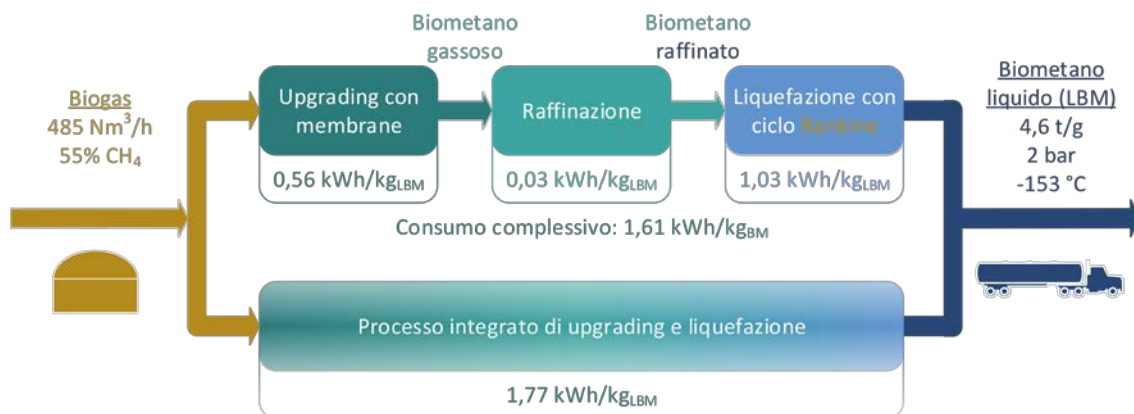 Biogas
485 Nm³/h
55% CH₄
Biometano
gassoso
Biometano
raffinato
Upgrading con
membrane
Raffinazione
Liquefazione con
ciclo Rankine
0,56 kWh/kgLBM
0,03 kWh/kgLBM
1,03 kWh/kgLBM
Consumo complessivo: 1,61 kWh/kgBM
Biometano
liquido (LBM)
4,6 t/g
2 bar
-153 °C
Processo integrato di upgrading e liquefazione
1,77 kWh/kgLBM